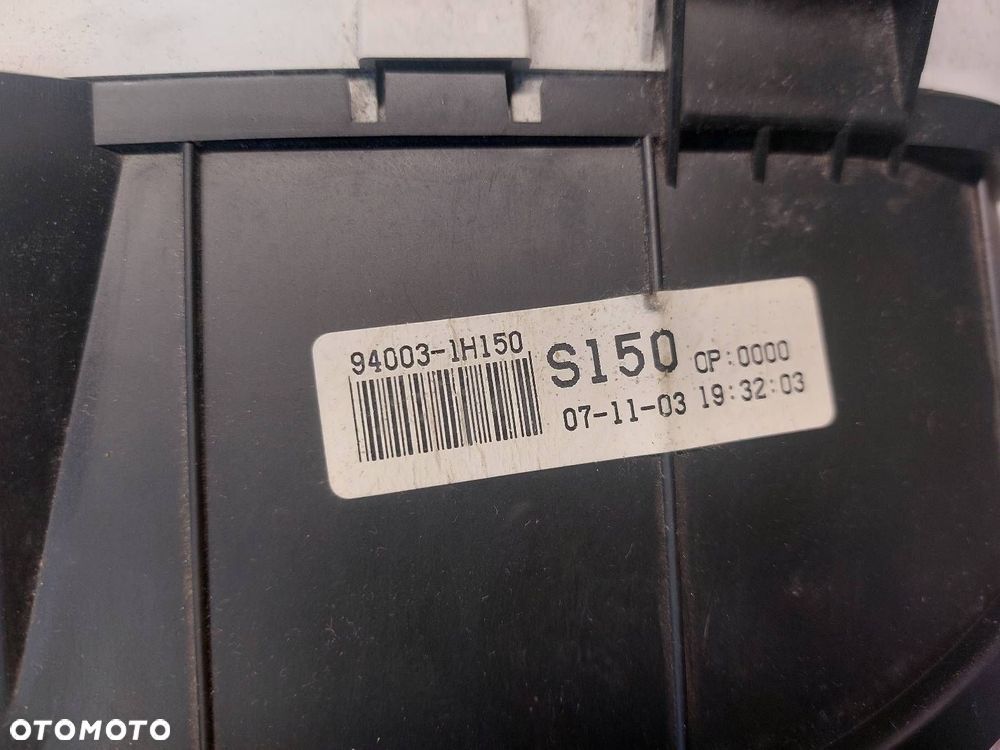 94003-1H150
S150 OP:0000
07-11-03 19:32:03
OTOMOTO